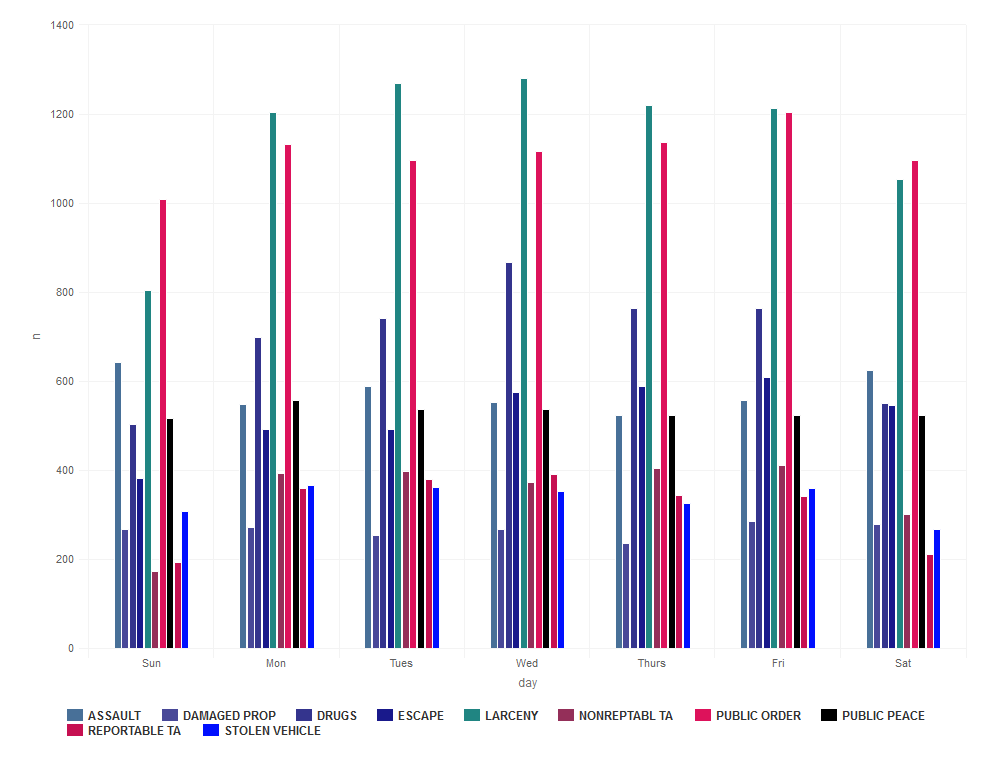 1400
1200
1000
800
600
400
200
0
n
Sun Mon Tues Wed Thurs Fri Sat
day
ASSAULT DAMAGED PROP DRUGS ESCAPE LARCENY NONREPTABL TA PUBLIC ORDER PUBLIC PEACE
REPORTABLE TA STOLEN VEHICLE